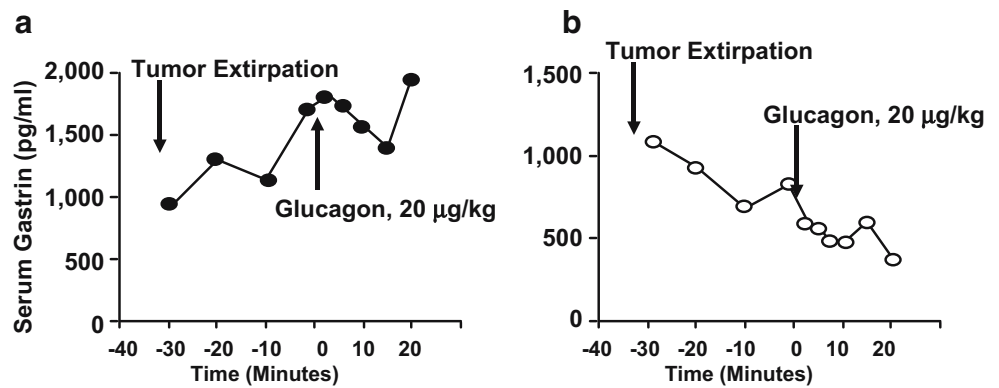 a
Serum Gastrin (pg/ml)
2,000
1,500
1,000
500
0
Tumor Extirpation
Glucagon, 20 μg/kg
-40 -30 -20 -10 0 10 20
Time (Minutes)
b
1,500
1,000
500
0
Tumor Extirpation
Glucagon, 20 μg/kg
-40 -30 -20 -10 0 10 20
Time (Minutes)